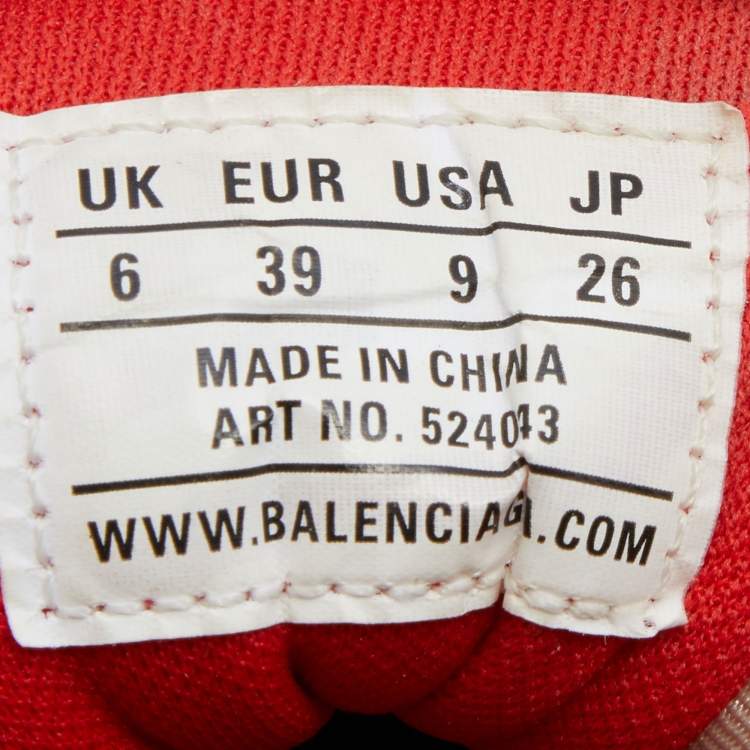 UK EUR USA JP
6 39 9 26
MADE IN CHINA
ART NO. 524043
WWW.BALENCIAGA.COM